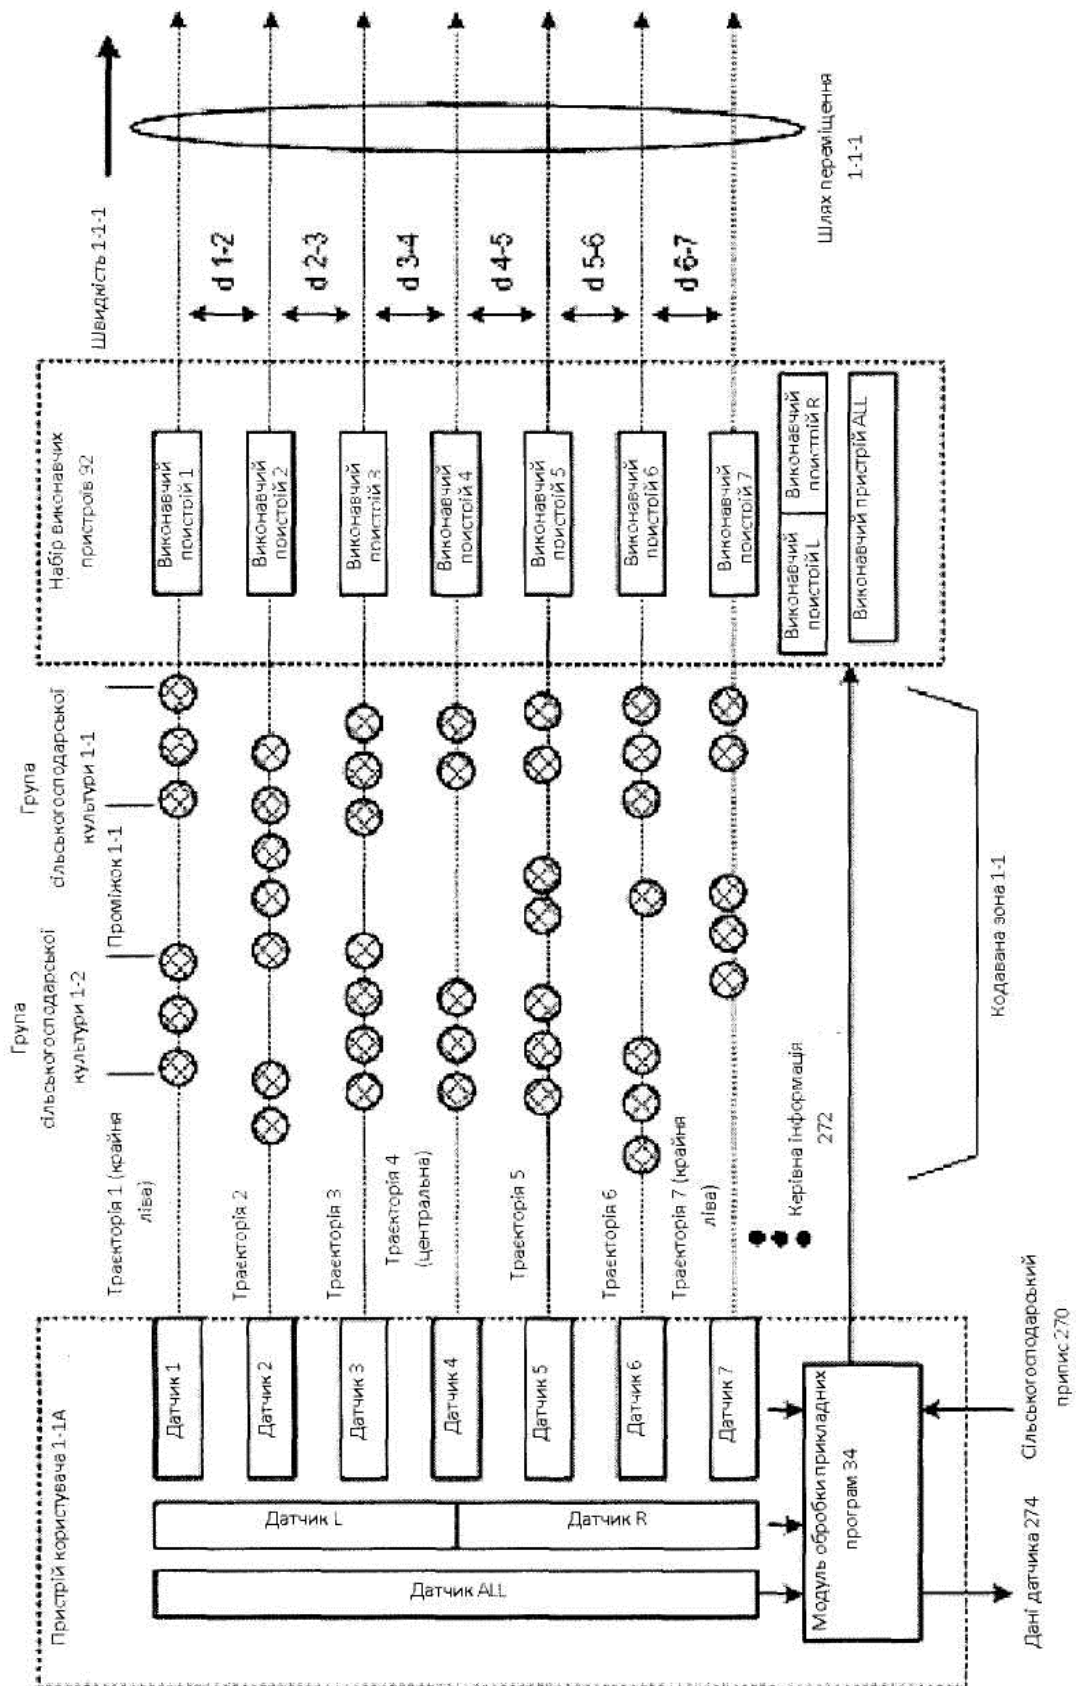 Швидкість 1-1-1
d 1-2
d 2-3
d 3-4
d 4-5
d 5-6
d 6-7
Шлях пераміщення
1-1-1
Набір виконавчих
пристроїв 92
Виконавчий
пристрій 1
Виконавчий
пристрій 2
Виконавчий
пристрій 3
Виконавчий
пристрій 4
Виконавчий
пристрій 5
Виконавчий
пристрій 6
Виконавчий
пристрій 7
Виконавчий
пристрій L
Виконавчий
пристрій R
Виконавчий пристрій ALL
Група
сільськогосподарської
культури 1-1
Проміжок 1-1
Група
сільськогосподарської
культури 1-2
Кодавана зона 1-1
Траєкторія 1 (крайня
ліва)
Траєкторія 2
Траєкторія 3
Траєкторія 4
(центральна)
Траєкторія 5
Траєкторія 6
Траєкторія 7 (крайня
ліва)
Керівна інформація
272
Пристрій користувача 1-1А
Датчик 1
Датчик 2
Датчик 3
Датчик 4
Датчик 5
Датчик 6
Датчик 7
Датчик L
Датчик R
Датчик ALL
Модуль обробки прикладних
програм 34
Сільськогосподарський
припис 270
Дані датчика 274